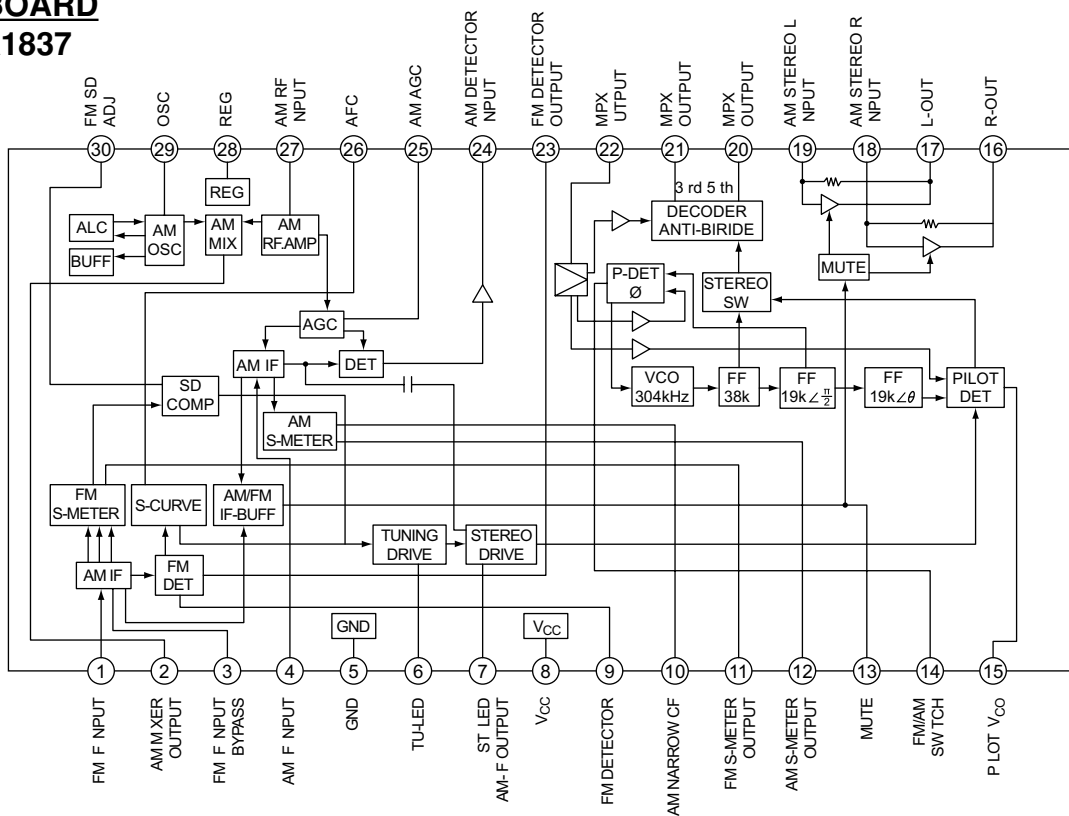 BOARD
1837
FM SD
ADJ
OSC
REG
AM RF
INPUT
AFC
AM AGC
AM DETECTOR
INPUT
FM DETECTOR
OUTPUT
MPX
UTPUT
MPX
OUTPUT
MPX
OUTPUT
AM STEREO L
NPUT
AM STEREO R
NPUT
L-OUT
R-OUT
30 29 28 27 26 25 24 23 22 21 20 19 18 17 16
REG
3 rd 5 th
DECODER
ANTI-BIRIDE
ALC
AM
OSC
AM
MIX
AM
RF.AMP
BUFF
P-DET
Ø
STEREO
SW
MUTE
AGC
AM IF
DET
SD
COMP
VCO
304kHz
FF
38k
FF
19k∠π/2
FF
19k∠θ
PILOT
DET
AM
S-METER
FM
S-METER
S-CURVE
AM/FM
IF-BUFF
TUNING
DRIVE
STEREO
DRIVE
AM IF
FM
DET
GND
VCC
1 2 3 4 5 6 7 8 9 10 11 12 13 14 15
FM F NPUT
AM M XER
OUTPUT
FM F NPUT
BYPASS
AM F NPUT
GND
TU-LED
ST LED
AM- F OUTPUT
VCC
FM DETECTOR
AM NARROW CF
FM S-METER
OUTPUT
AM S-METER
OUTPUT
MUTE
FM/AM
SW TCH
P LOT VCO